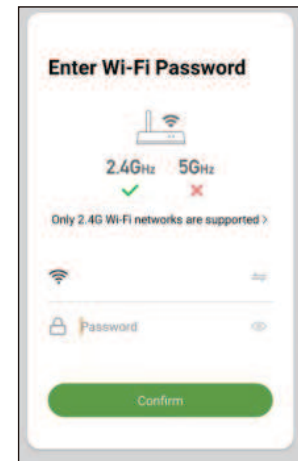 Enter Wi-Fi Password
2.4GHz 5GHz
Only 2.4G Wi-Fi networks are supported >
Password
Confirm